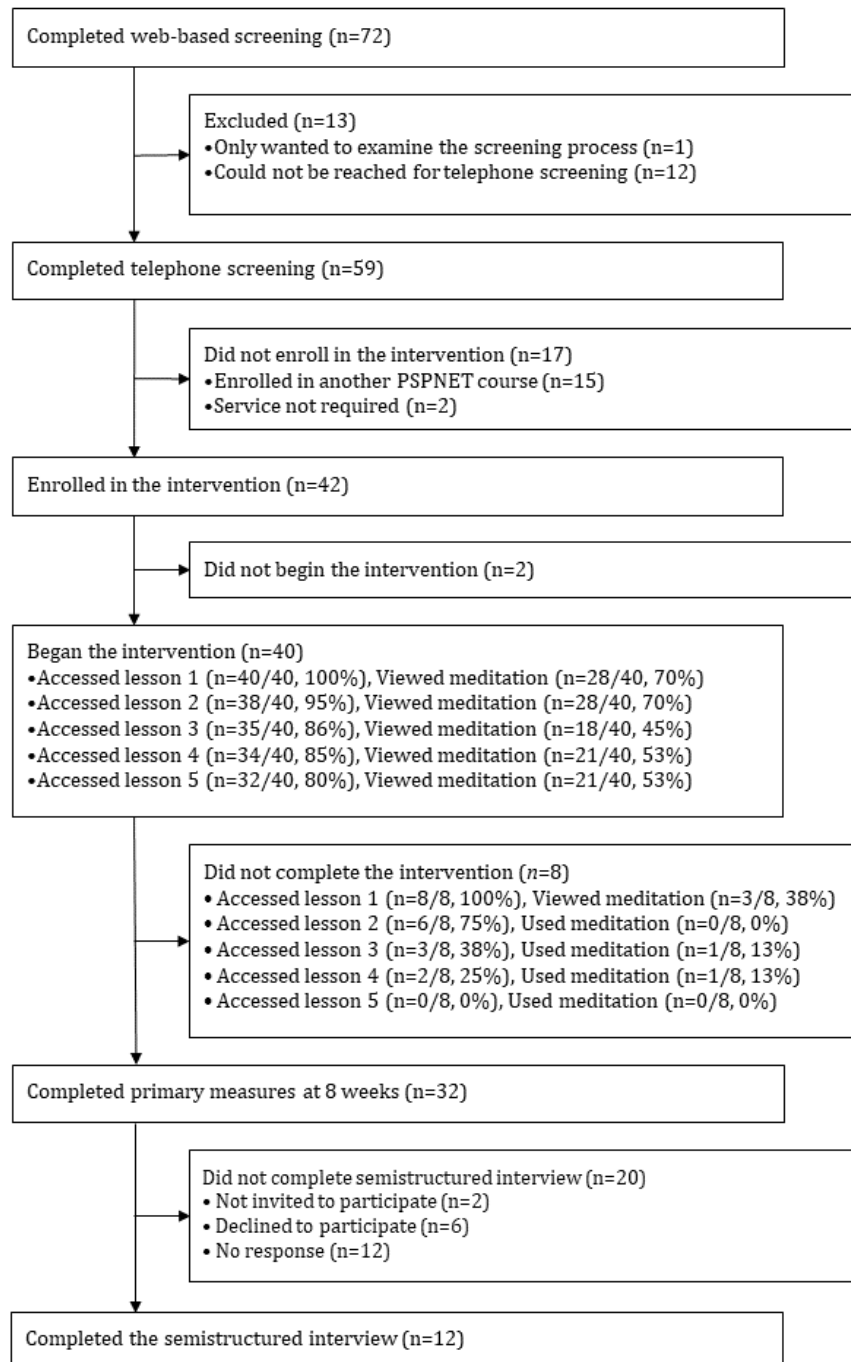 Completed web-based screening (n=72)
Excluded (n=13)
•Only wanted to examine the screening process (n=1)
•Could not be reached for telephone screening (n=12)
Completed telephone screening (n=59)
Did not enroll in the intervention (n=17)
•Enrolled in another PSPNET course (n=15)
•Service not required (n=2)
Enrolled in the intervention (n=42)
Did not begin the intervention (n=2)
Began the intervention (n=40)
•Accessed lesson 1 (n=40/40, 100%), Viewed meditation (n=28/40, 70%)
•Accessed lesson 2 (n=38/40, 95%), Viewed meditation (n=28/40, 70%)
•Accessed lesson 3 (n=35/40, 86%), Viewed meditation (n=18/40, 45%)
•Accessed lesson 4 (n=34/40, 85%), Viewed meditation (n=21/40, 53%)
•Accessed lesson 5 (n=32/40, 80%), Viewed meditation (n=21/40, 53%)
Did not complete the intervention (n=8)
• Accessed lesson 1 (n=8/8, 100%), Viewed meditation (n=3/8, 38%)
• Accessed lesson 2 (n=6/8, 75%), Used meditation (n=0/8, 0%)
• Accessed lesson 3 (n=3/8, 38%), Used meditation (n=1/8, 13%)
• Accessed lesson 4 (n=2/8, 25%), Used meditation (n=1/8, 13%)
• Accessed lesson 5 (n=0/8, 0%), Used meditation (n=0/8, 0%)
Completed primary measures at 8 weeks (n=32)
Did not complete semistructured interview (n=20)
• Not invited to participate (n=2)
• Declined to participate (n=6)
• No response (n=12)
Completed the semistructured interview (n=12)